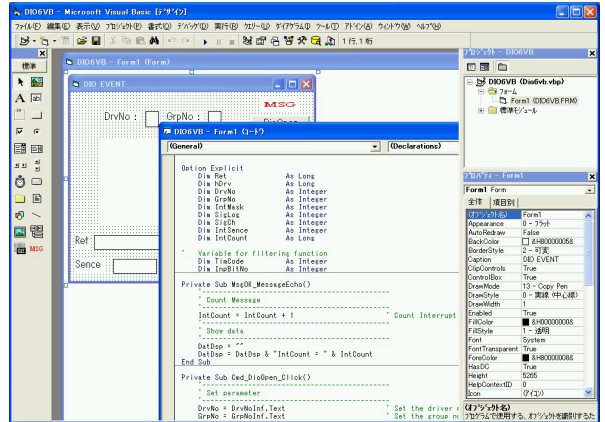 DIO6VB - Microsoft Visual Basic [ﾃﾞｻﾞｲﾝ]
ﾌｧｲﾙ(F) 編集(E) 表示(V) ﾌﾟﾛｼﾞｪｸﾄ(P) 書式(O) ﾃﾞﾊﾞｯｸﾞ(D) 実行(R) ｸｴﾘｰ(U) ﾀﾞｲｱｸﾞﾗﾑ(I) ﾂｰﾙ(T) ｱﾄﾞｲﾝ(A) ｳｨﾝﾄﾞｳ(W) ﾍﾙﾌﾟ(H)
1行, 1桁
標準
DIO6VB - Form1 (Form)
DIO EVENT
MSG
DrvNo :
GrpNo :
DioOpen
Ret
Sence
MSG
DIO6VB - Form1 (ｺｰﾄﾞ)
(General)
(Declarations)
Option Explicit
Dim Ret As Long
Dim hDrv As Long
Dim DrvNo As Integer
Dim GrpNo As Integer
Dim IntMask As Integer
Dim SigLog As Integer
Dim SigCh As Integer
Dim IntSence As Integer
Dim IntCount As Long
' Variable for filtering function
Dim TimCode As Integer
Dim InpBitNo As Integer
Private Sub MsgOK_MessageEcho()
'----------------------------------------
' Count Message
'----------------------------------------
IntCount = IntCount + 1 ' Count Interrupt
'----------------------------------------
' Show data
'----------------------------------------
DatDsp = ""
DatDsp = DatDsp & "IntCount = " & IntCount
End Sub
Private Sub Cmd_DioOpen_Click()
'----------------------------------------
' Set parameter
'----------------------------------------
DrvNo = DrvNoInf.Text ' Set the driver n
GrpNo = GrpNoInf.Text ' Set the group nu
ﾌﾟﾛｼﾞｪｸﾄ - DIO6VB
DIO6VB (Dio6vb.vbp)
ﾌｫｰﾑ
Form1 (DIO6VB.FRM)
標準ﾓｼﾞｭｰﾙ
ﾌﾟﾛﾊﾟﾃｨ - Form1
Form1 Form
全体 項目別
(ｵﾌﾞｼﾞｪｸﾄ名) Form1
Appearance 0 - ﾌﾗｯﾄ
AutoRedraw False
BackColor &H80000005&
BorderStyle 2 - 可変
Caption DIO EVENT
ClipControls True
ControlBox True
DrawMode 13 - Copy Pen
DrawStyle 0 - 実線 (中心線)
DrawWidth 1
Enabled True
FillColor &H00000000&
FillStyle 1 - 透明
Font System
FontTransparent True
ForeColor &H80000008&
HasDC True
Height 5265
HelpContextID 0
Icon (ｱｲｺﾝ)
(ｵﾌﾞｼﾞｪｸﾄ名)
ﾌﾟﾛｸﾞﾗﾑで使用する、ｵﾌﾞｼﾞｪｸﾄを識別するた